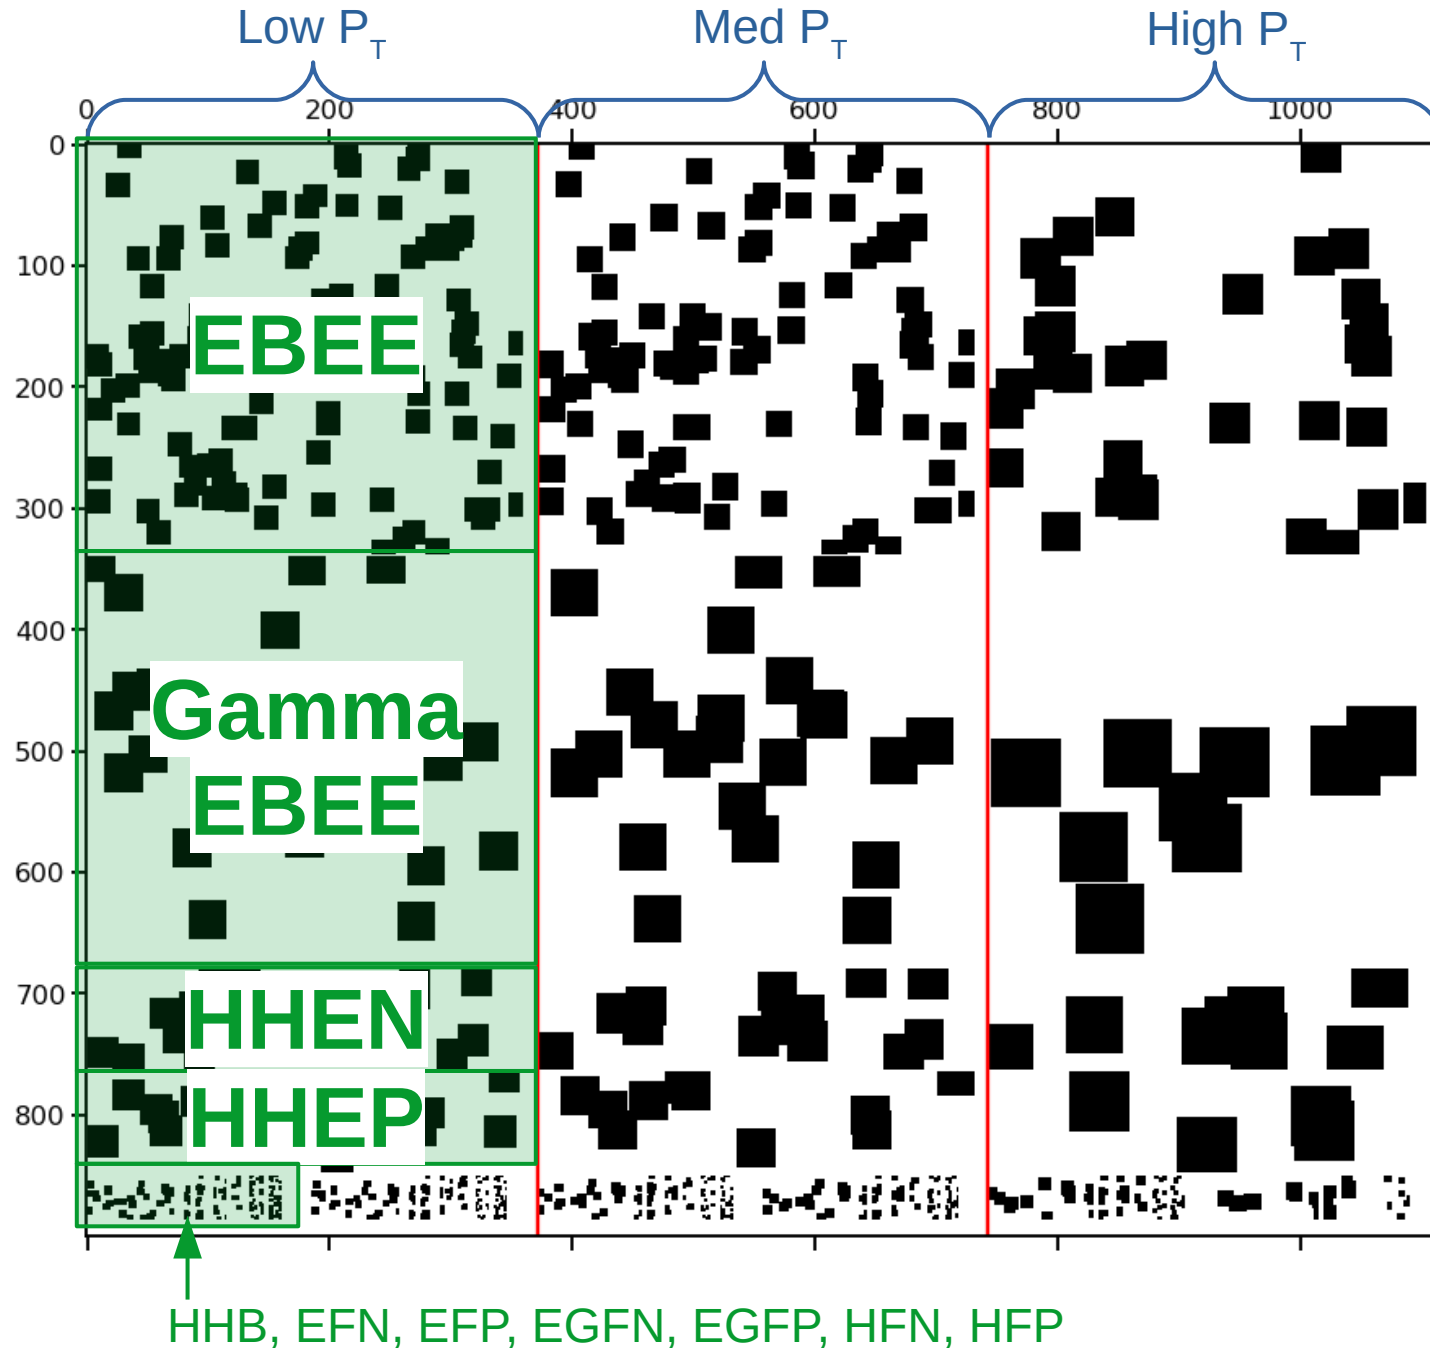 Low PT Med PT High PT
0 200 400 600 800 1000
0
100
EBEE
200
300
400
Gamma
500
EBEE
600
700
HHEN
800
HHEP
HHB, EFN, EFP, EGFN, EGFP, HFN, HFP